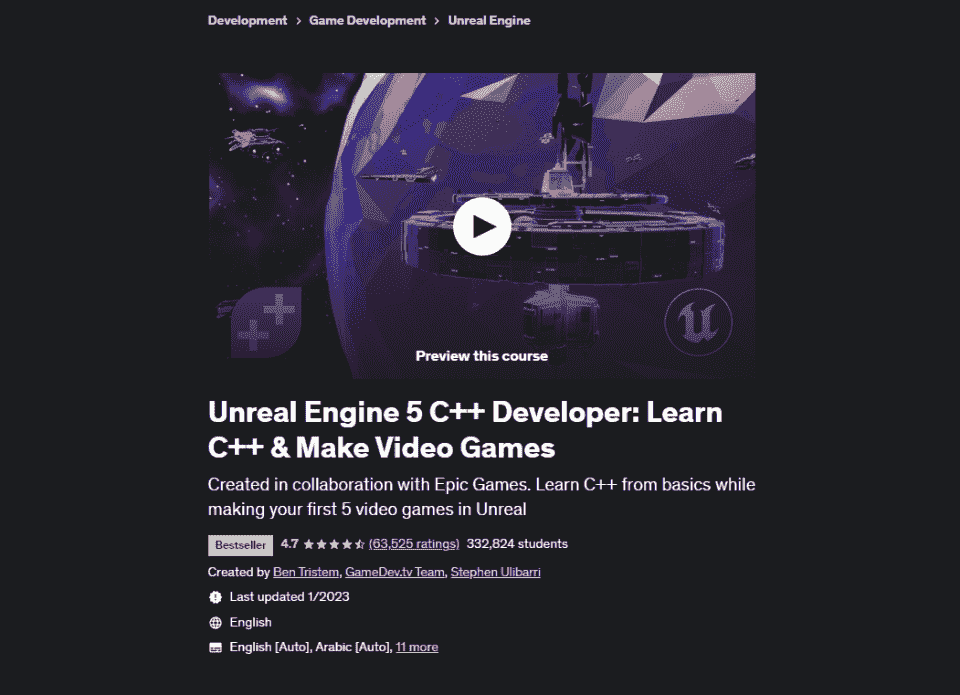 Development > Game Development > Unreal Engine
Preview this course
Unreal Engine 5 C++ Developer: Learn
C++ & Make Video Games
Created in collaboration with Epic Games. Learn C++ from basics while
making your first 5 video games in Unreal
Bestseller 4.7 (63,525 ratings) 332,824 students
Created by Ben Tristem, GameDev.tv Team, Stephen Ulibarri
Last updated 1/2023
English
English [Auto], Arabic [Auto], 11 more